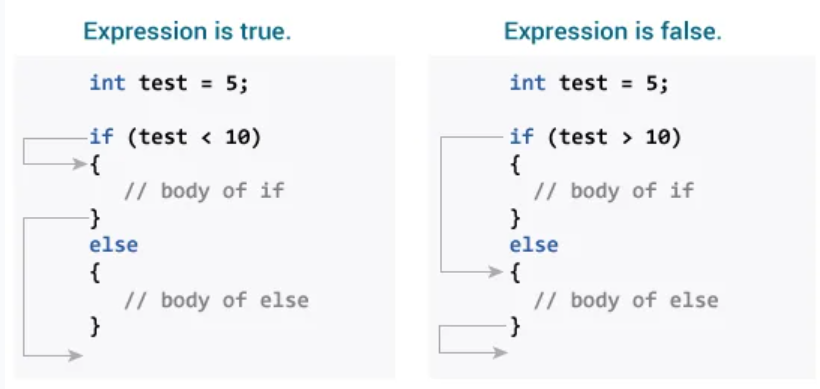 Expression is true.
int test = 5;
if (test < 10)
{
// body of if
}
else
{
// body of else
}
Expression is false.
int test = 5;
if (test > 10)
{
// body of if
}
else
{
// body of else
}